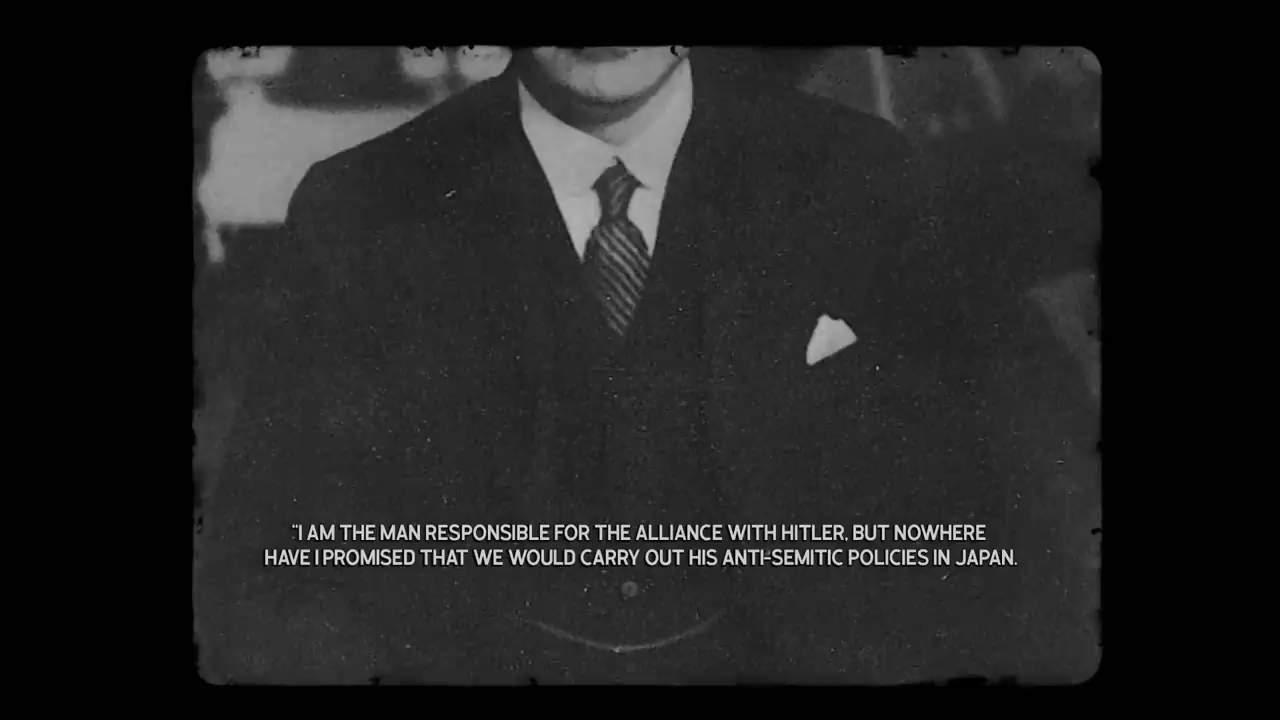 "I AM THE MAN RESPONSIBLE FOR THE ALLIANCE WITH HITLER, BUT NOWHERE
HAVE I PROMISED THAT WE WOULD CARRY OUT HIS ANTI-SEMITIC POLICIES IN JAPAN.